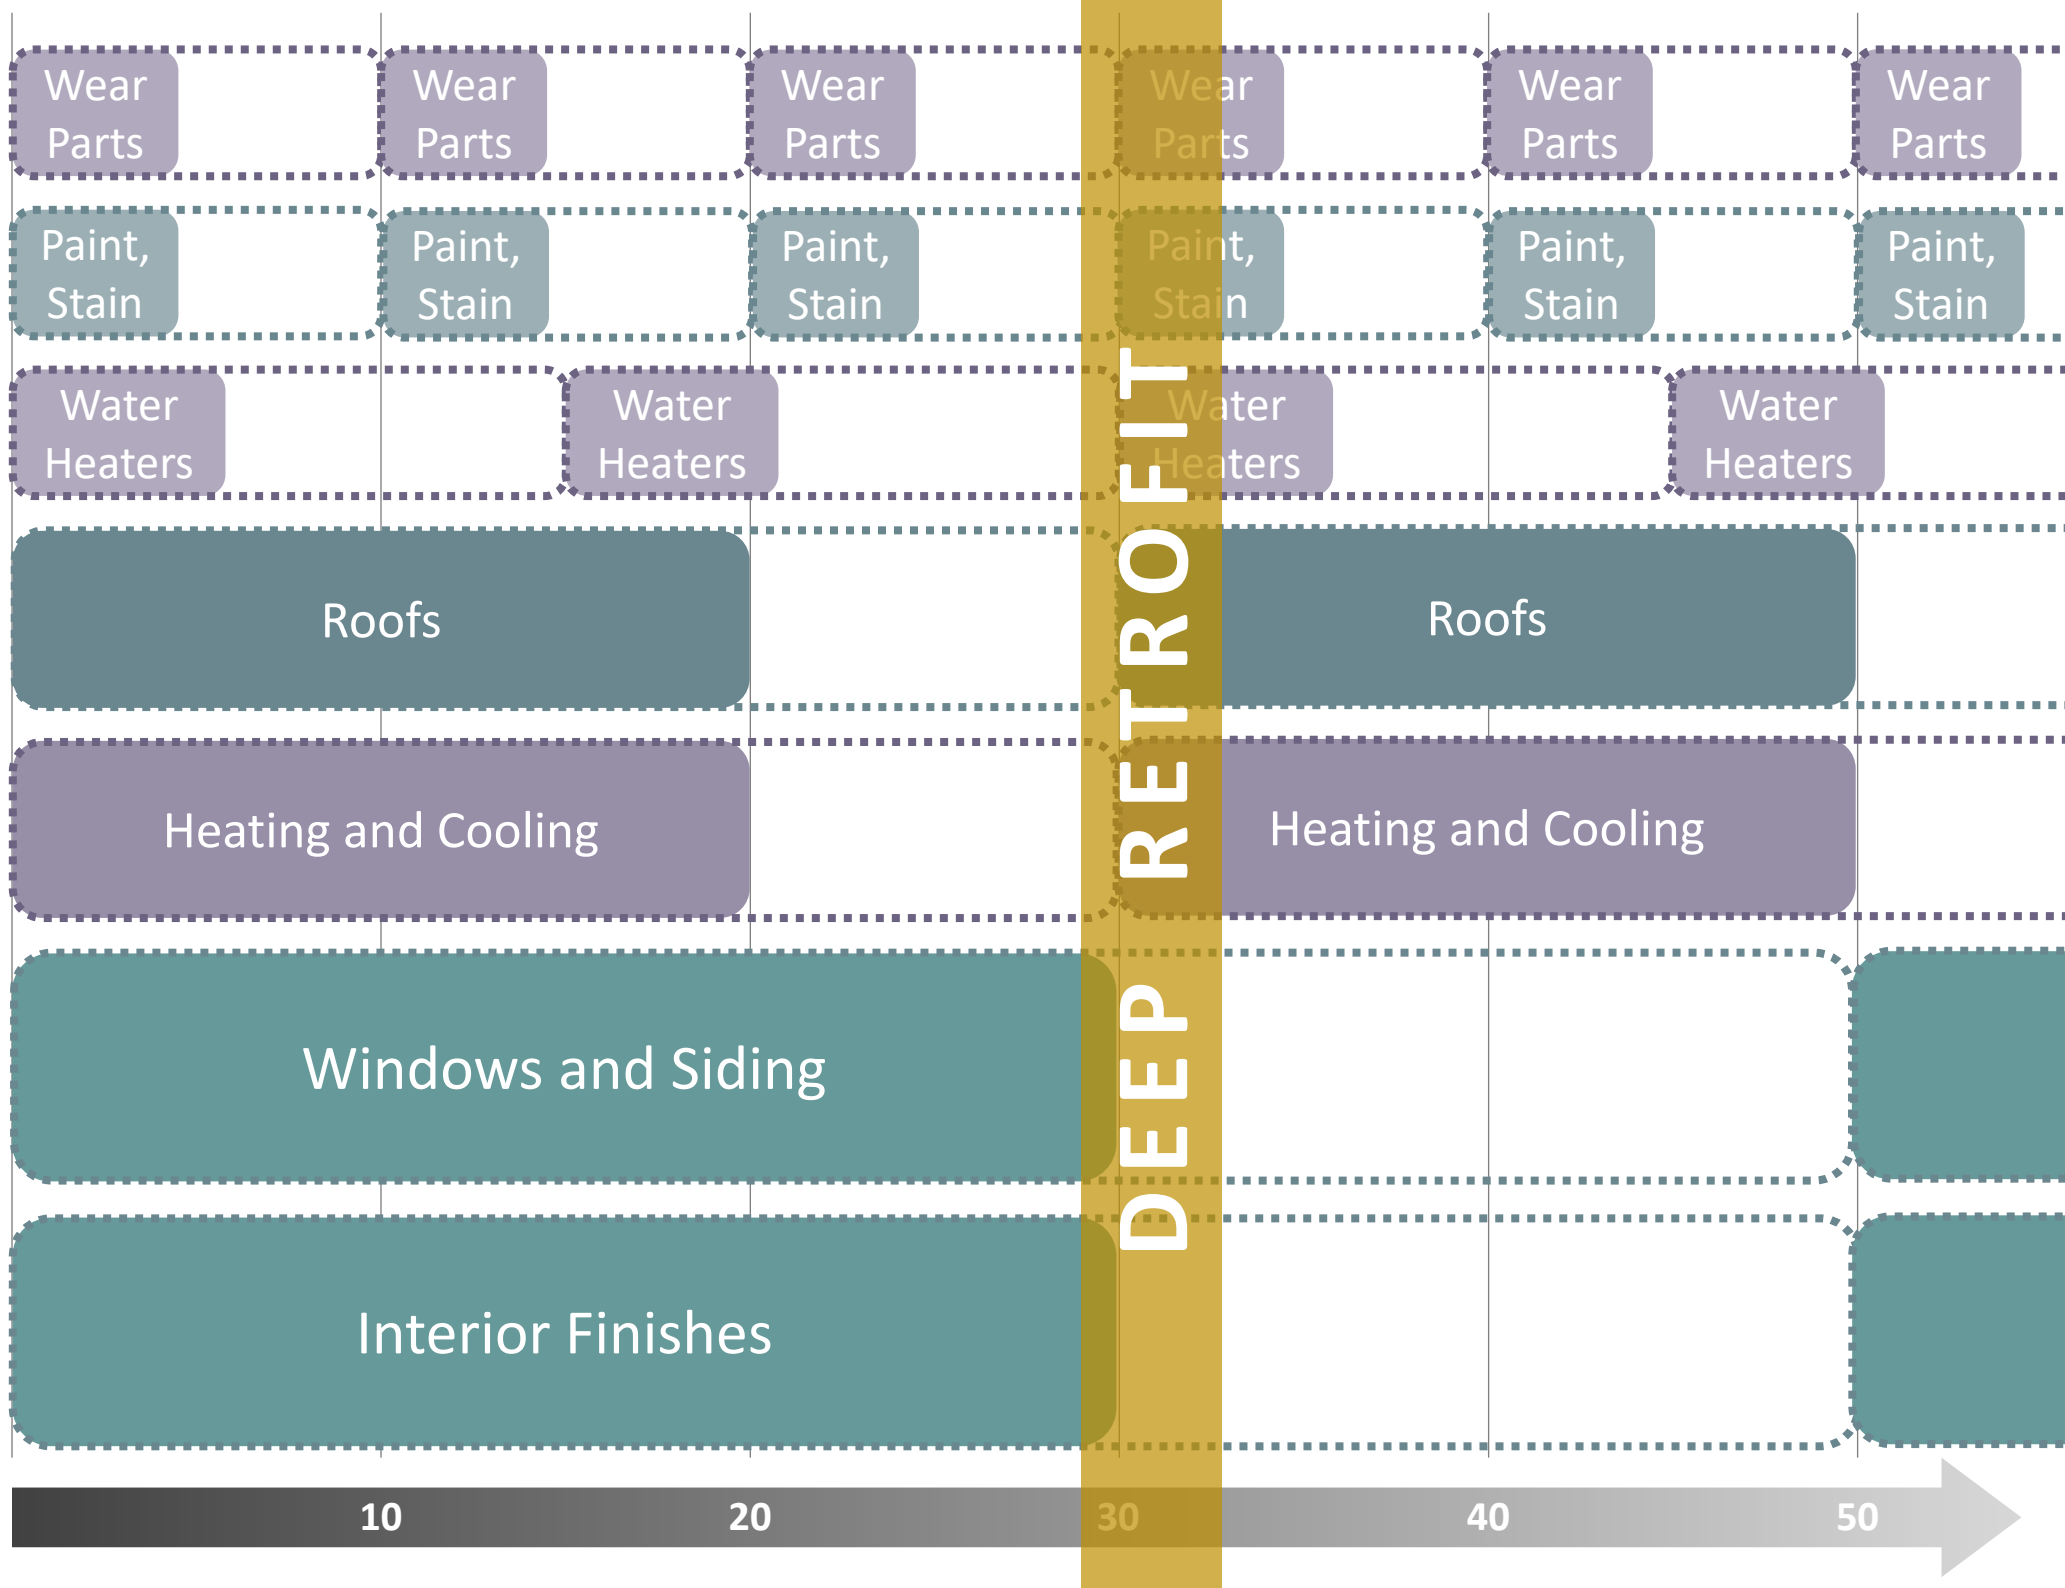 Wear
Parts
Wear
Parts
Wear
Parts
Wear
Parts
Wear
Parts
Wear
Parts
Paint,
Stain
Paint,
Stain
Paint,
Stain
Paint,
Stain
Paint,
Stain
Paint,
Stain
Water
Heaters
Water
Heaters
Water
Heaters
Water
Heaters
Roofs
Roofs
Heating and Cooling
Heating and Cooling
Windows and Siding
Interior Finishes
DEEP RETROFIT
10
20
30
40
50